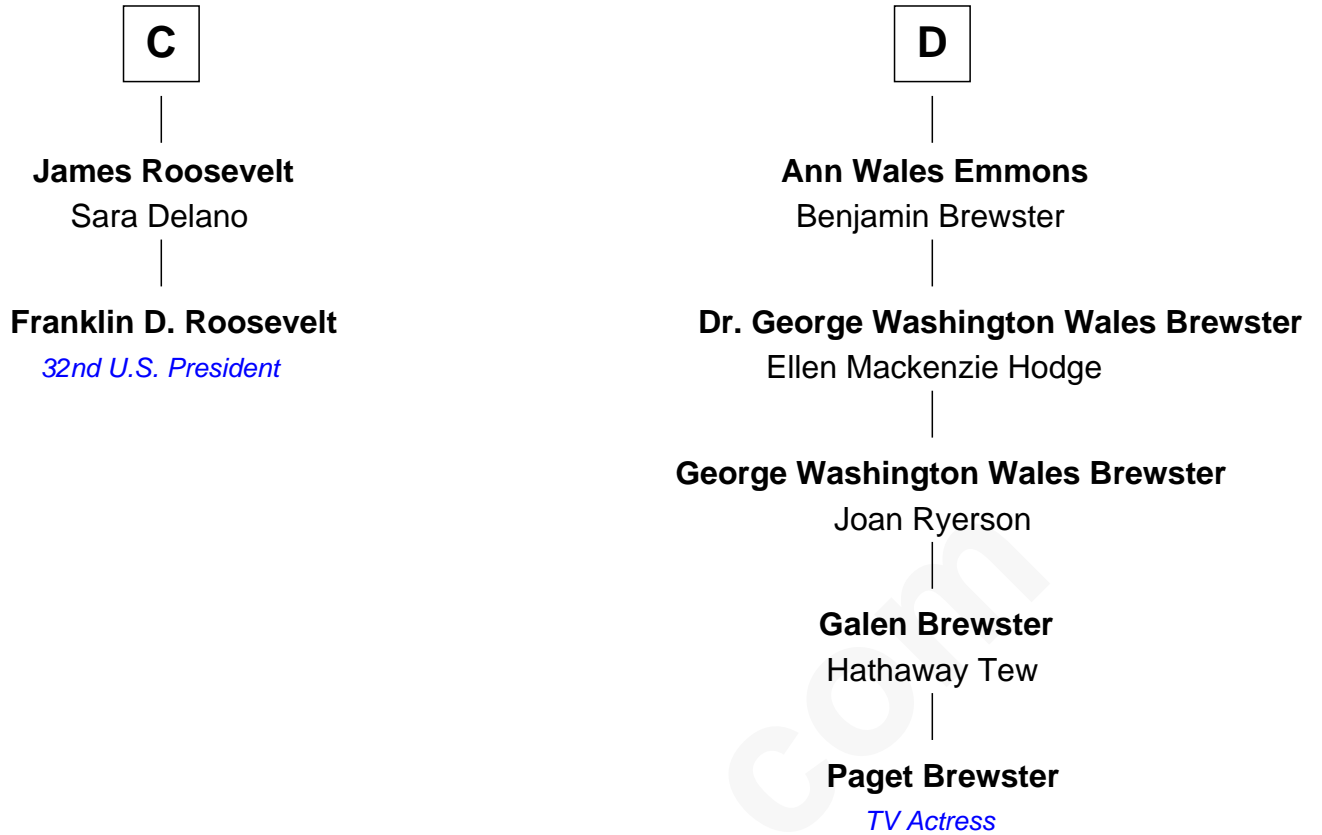 C
James Roosevelt
Sara Delano
Franklin D. Roosevelt
32nd U.S. President
D
Ann Wales Emmons
Benjamin Brewster
Dr. George Washington Wales Brewster
Ellen Mackenzie Hodge
George Washington Wales Brewster
Joan Ryerson
Galen Brewster
Hathaway Tew
Paget Brewster
TV Actress
com